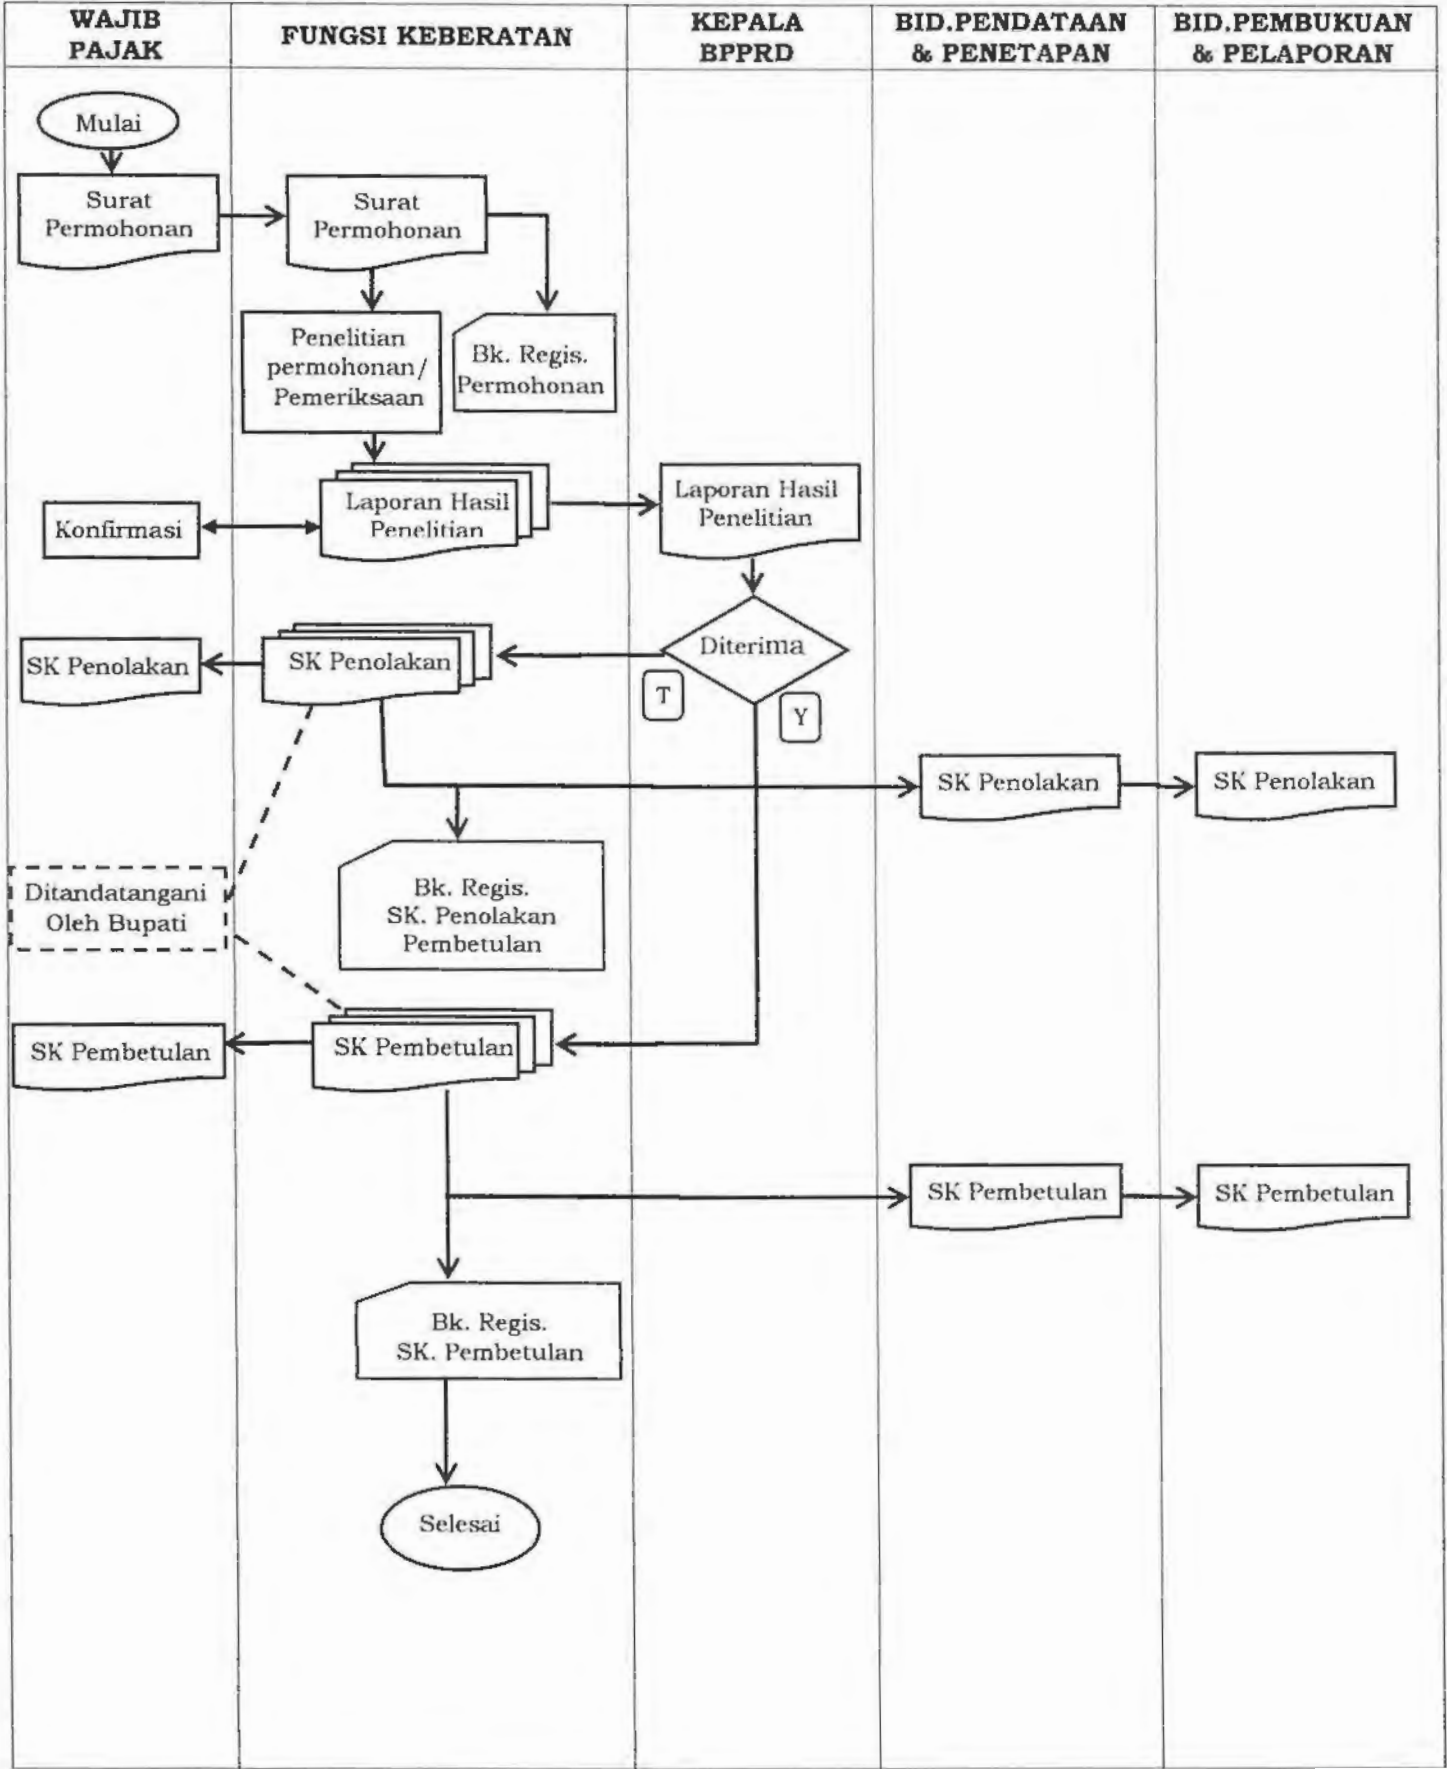 WAJIB
PAJAK
FUNGSI KEBERATAN
KEPALA
BPPRD
BID.PENDATAAN
& PENETAPAN
BID.PEMBUKUAN
& PELAPORAN
Mulai
Surat
Permohonan
Surat
Permohonan
Penelitian
permohonan/
Pemeriksaan
Bk. Regis.
Permohonan
Konfirmasi
Laporan Hasil
Penelitian
Laporan Hasil
Penelitian
SK Penolakan
SK Penolakan
Diterima
T
Y
SK Penolakan
SK Penolakan
Ditandatangani
Oleh Bupati
Bk. Regis.
SK. Penolakan
Pembetulan
SK Pembetulan
SK Pembetulan
SK Pembetulan
SK Pembetulan
Bk. Regis.
SK. Pembetulan
Selesai